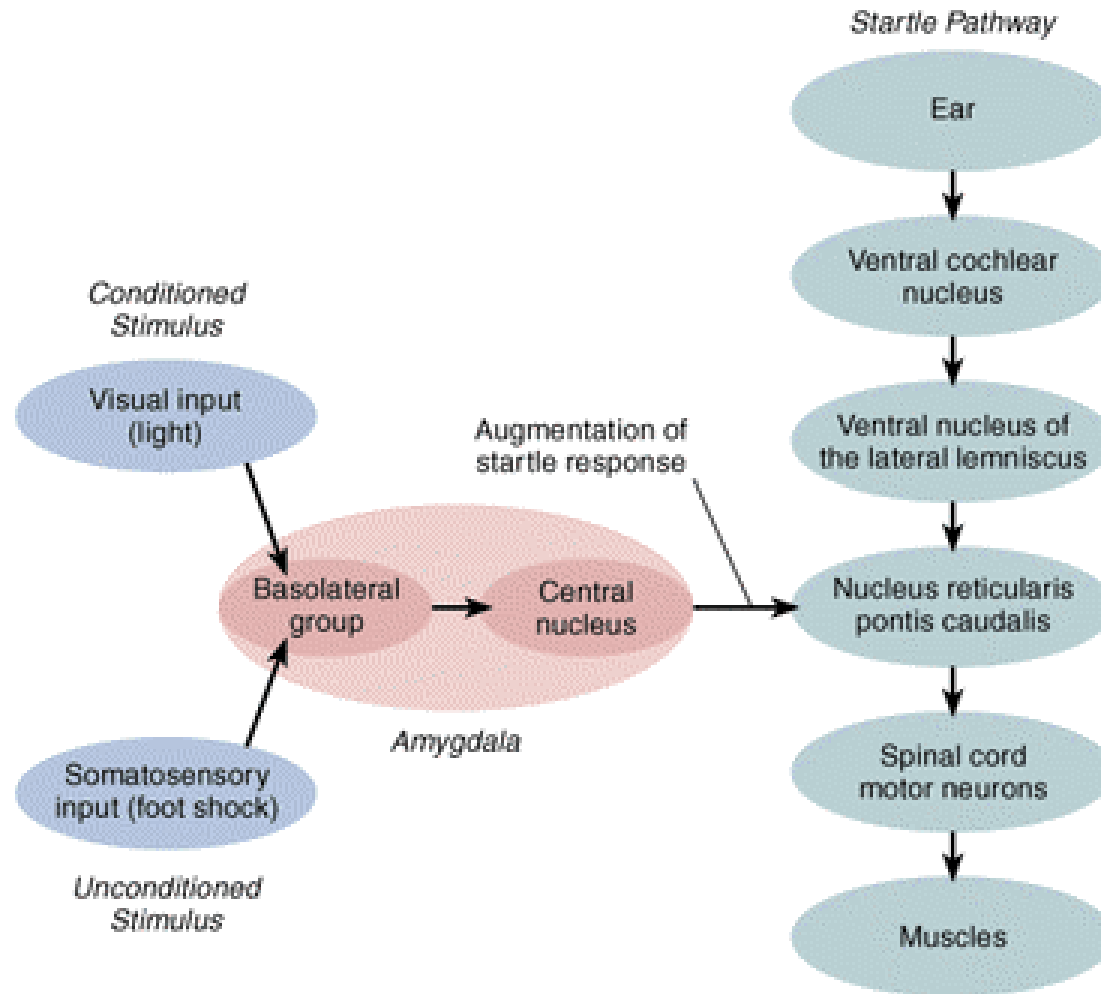 Startle Pathway
Ear
Ventral cochlear
nucleus
Conditioned
Stimulus
Visual input
(light)
Augmentation of
startle response
Ventral nucleus of
the lateral lemniscus
Basolateral
group
Central
nucleus
Nucleus reticularis
pontis caudalis
Amygdala
Somatosensory
input (foot shock)
Spinal cord
motor neurons
Unconditioned
Stimulus
Muscles